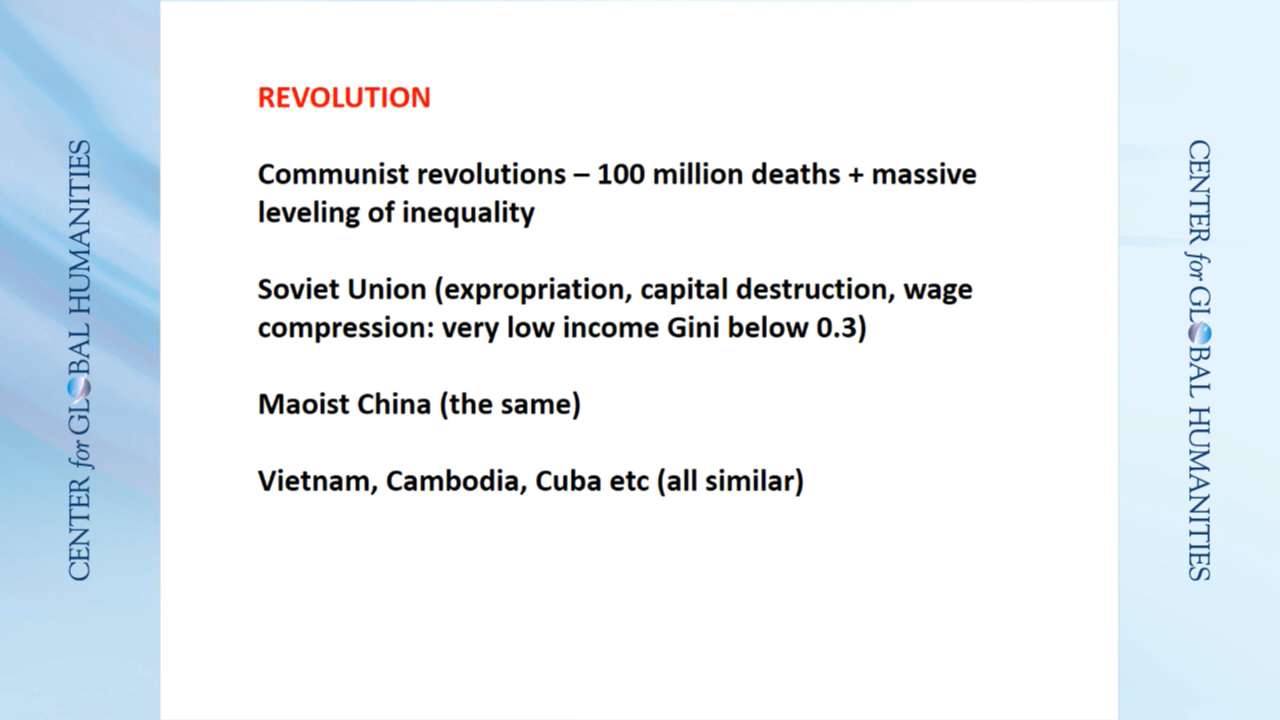 REVOLUTION
Communist revolutions – 100 million deaths + massive
leveling of inequality
Soviet Union (expropriation, capital destruction, wage
compression: very low income Gini below 0.3)
Maoist China (the same)
Vietnam, Cambodia, Cuba etc (all similar)
CENTER for GLOBAL HUMANITIES
CENTER for GLOBAL HUMANITIES